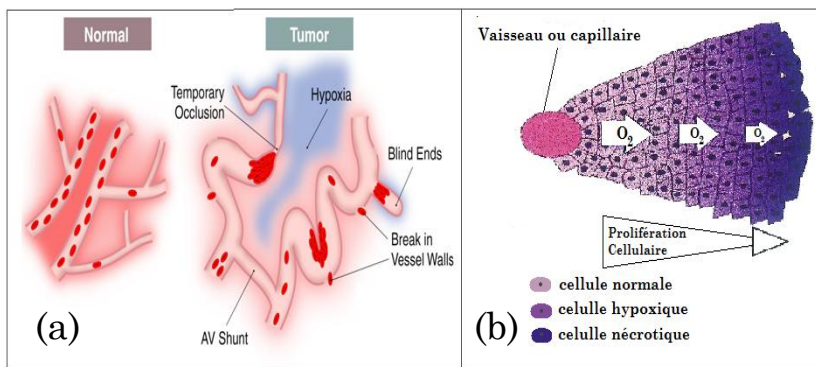 Normal
Tumor
Temporary
Occlusion
Hypoxia
Blind Ends
Break in
Vessel Walls
AV Shunt
(a)
Vaisseau ou capillaire
O2
O2
O2
Prolifération
Cellulaire
cellule normale
celulle hypoxique
celulle nécrotique
(b)